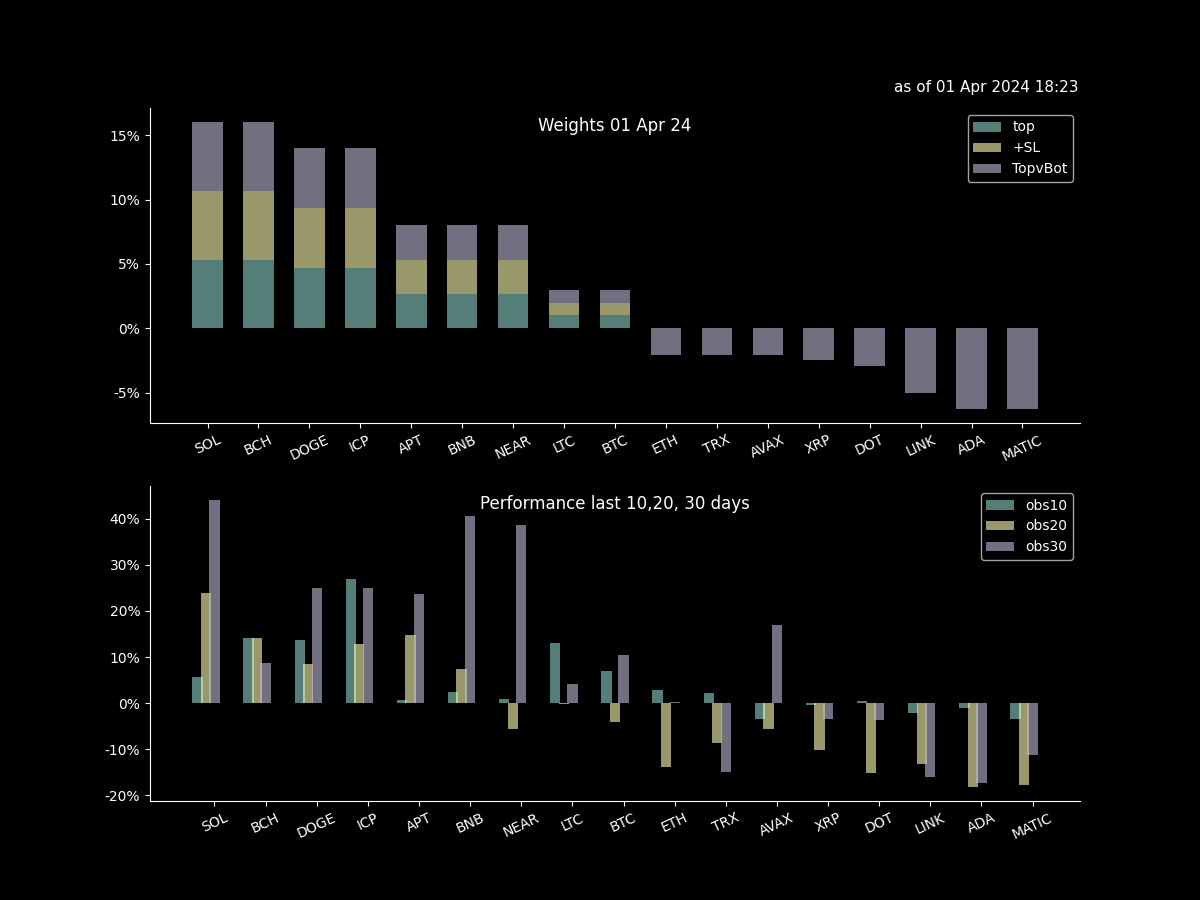 as of 01 Apr 2024 18:23
Weights 01 Apr 24
top
+SL
TopvBot
15%
10%
5%
0%
-5%
SOL BCH DOGE ICP APT BNB NEAR LTC BTC ETH TRX AVAX XRP DOT LINK ADA MATIC
Performance last 10,20, 30 days
obs10
obs20
obs30
40%
30%
20%
10%
0%
-10%
-20%
SOL BCH DOGE ICP APT BNB NEAR LTC BTC ETH TRX AVAX XRP DOT LINK ADA MATIC